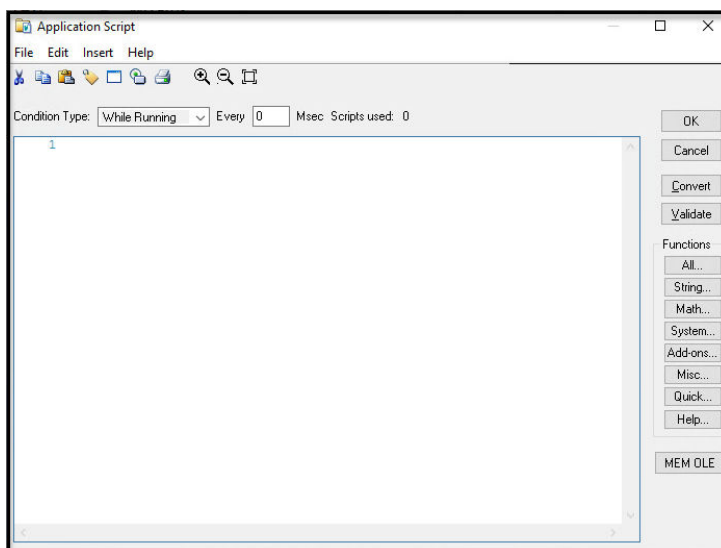 Application Script
File Edit Insert Help
Condition Type: While Running Every 0 Msec Scripts used: 0
1
OK
Cancel
Convert
Validate
Functions
All...
String...
Math...
System...
Add-ons...
Misc...
Quick...
Help...
MEM OLE